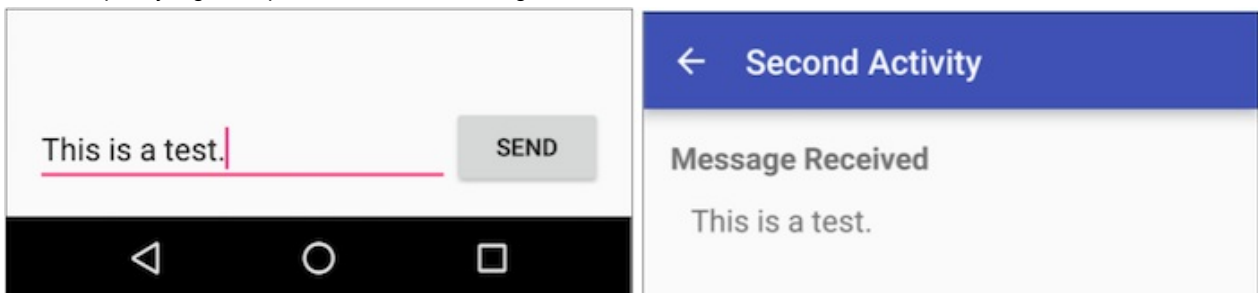 This is a test.
SEND
Second Activity
Message Received
This is a test.